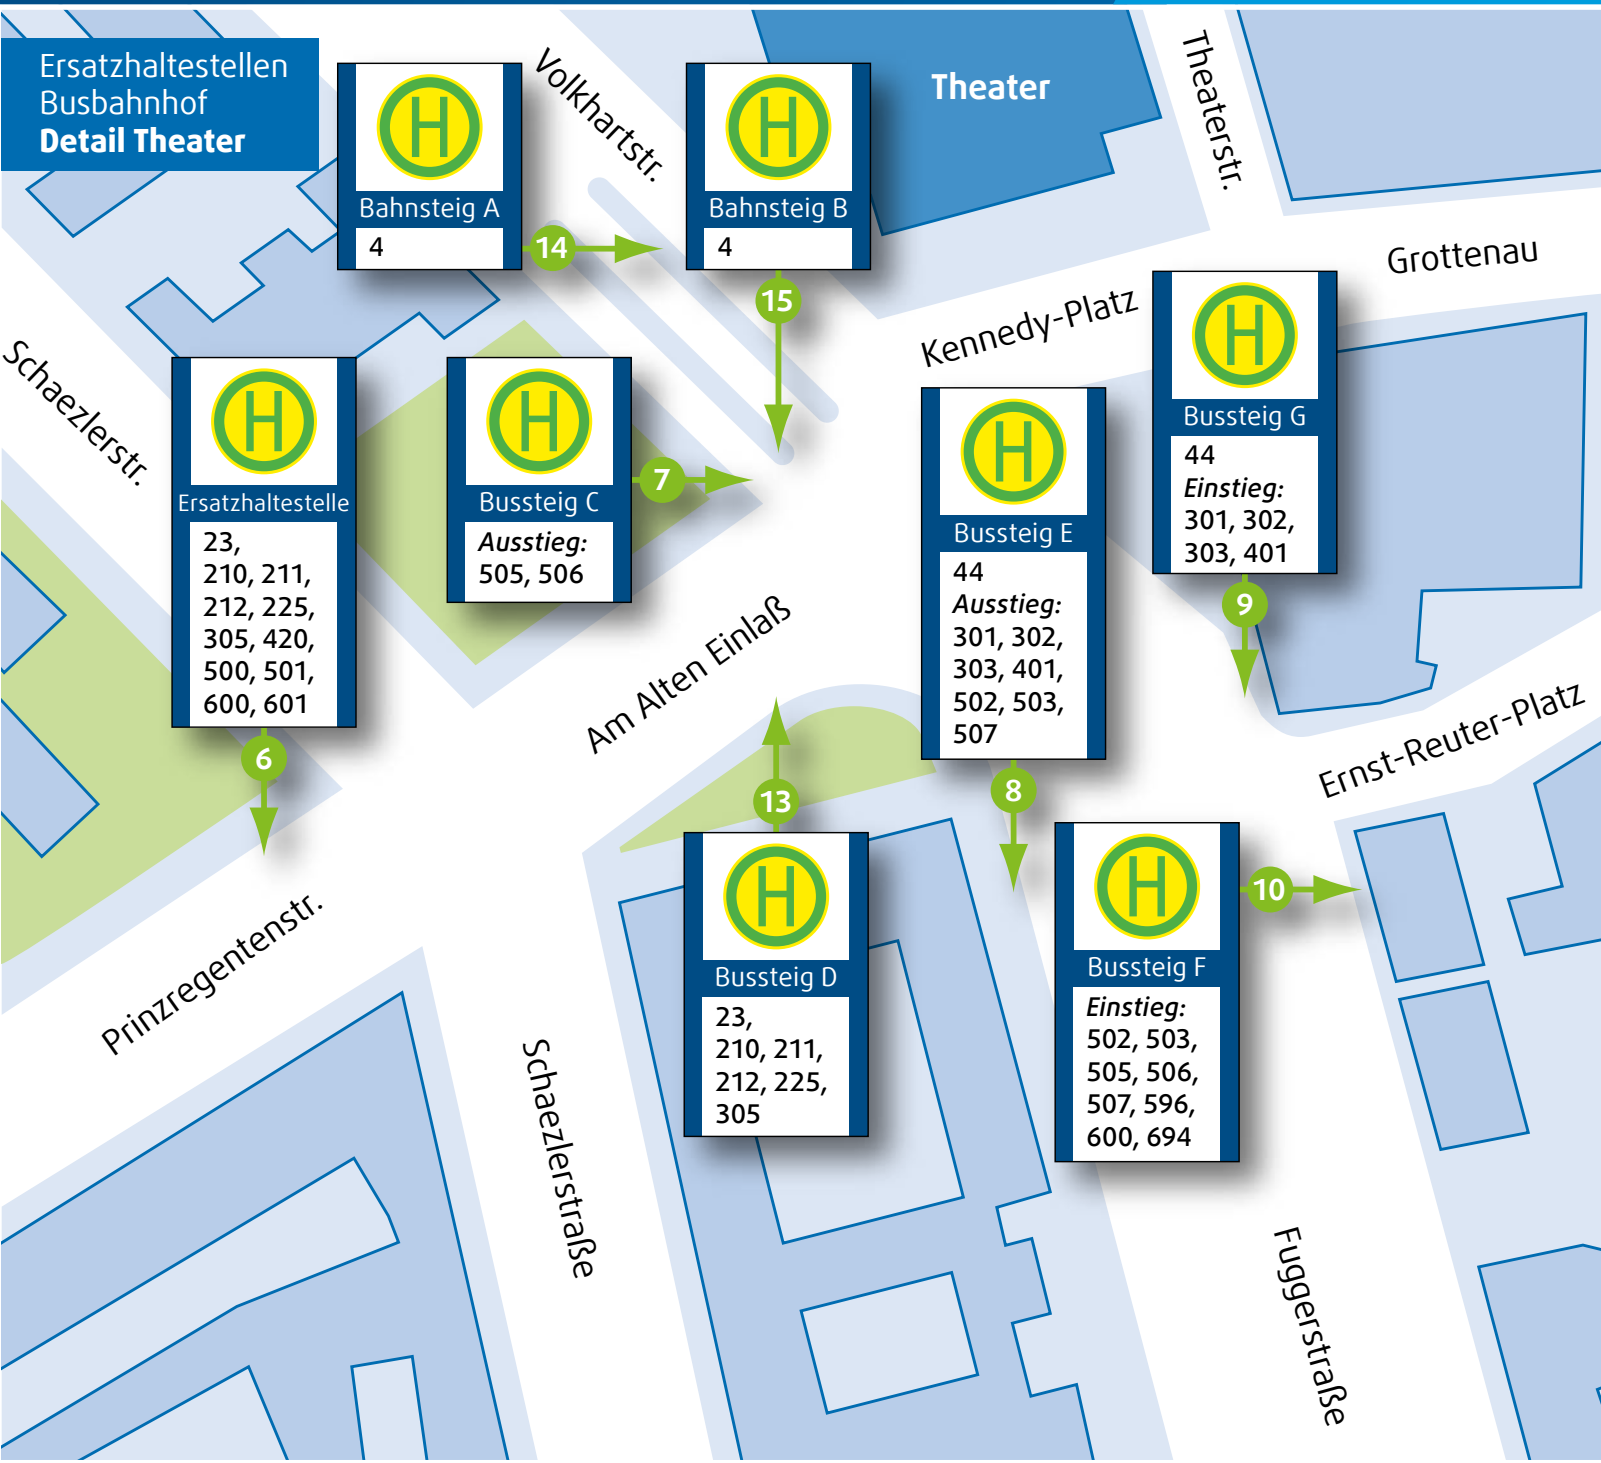 Ersatzhaltestellen
Busbahnhof
Detail Theater
H
Bahnsteig A
4
14
Volkhartstr.
H
Bahnsteig B
4
15
Theater
Theaterstr.
Grottenau
Kennedy-Platz
Schaezlerstr.
H
Ersatzhaltestelle
23,
210, 211,
212, 225,
305, 420,
500, 501,
600, 601
6
H
Bussteig C
Ausstieg:
505, 506
7
H
Bussteig E
44
Ausstieg:
301, 302,
303, 401,
502, 503,
507
8
H
Bussteig G
44
Einstieg:
301, 302,
303, 401
9
Am Alten Einlaß
Ernst-Reuter-Platz
13
H
Bussteig D
23,
210, 211,
212, 225,
305
H
Bussteig F
Einstieg:
502, 503,
505, 506,
507, 596,
600, 694
10
Prinzregentenstr.
Schaezlerstraße
Fuggerstraße